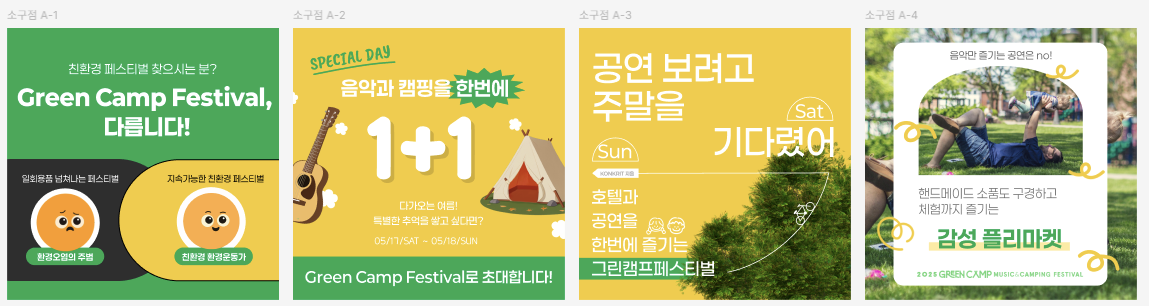 소구점 A-1
친환경 페스티벌 찾으시는 분?
Green Camp Festival,
다릅니다!
일회용품 넘쳐나는 페스티벌
지속가능한 친환경 페스티벌
환경오염의 주범
친환경 환경운동가
소구점 A-2
SPECIAL DAY
음악과 캠핑을 한번에
1+1
다가오는 여름!
특별한 추억을 쌓고 싶다면?
05/17/SAT - 05/18/SUN
Green Camp Festival로 초대합니다!
소구점 A-3
공연 보려고
주말을
기다렸어
Sat
Sun
KONKRIT R들
호텔과
공연을
한번에 즐기는
그린캠프페스티벌
소구점 A-4
음악만 즐기는 공연은 no!
핸드메이드 소품도 구경하고
체험까지 즐기는
감성 플리마켓
2025 GREEN CAMP MUSIC&CAMPING FESTIVAL